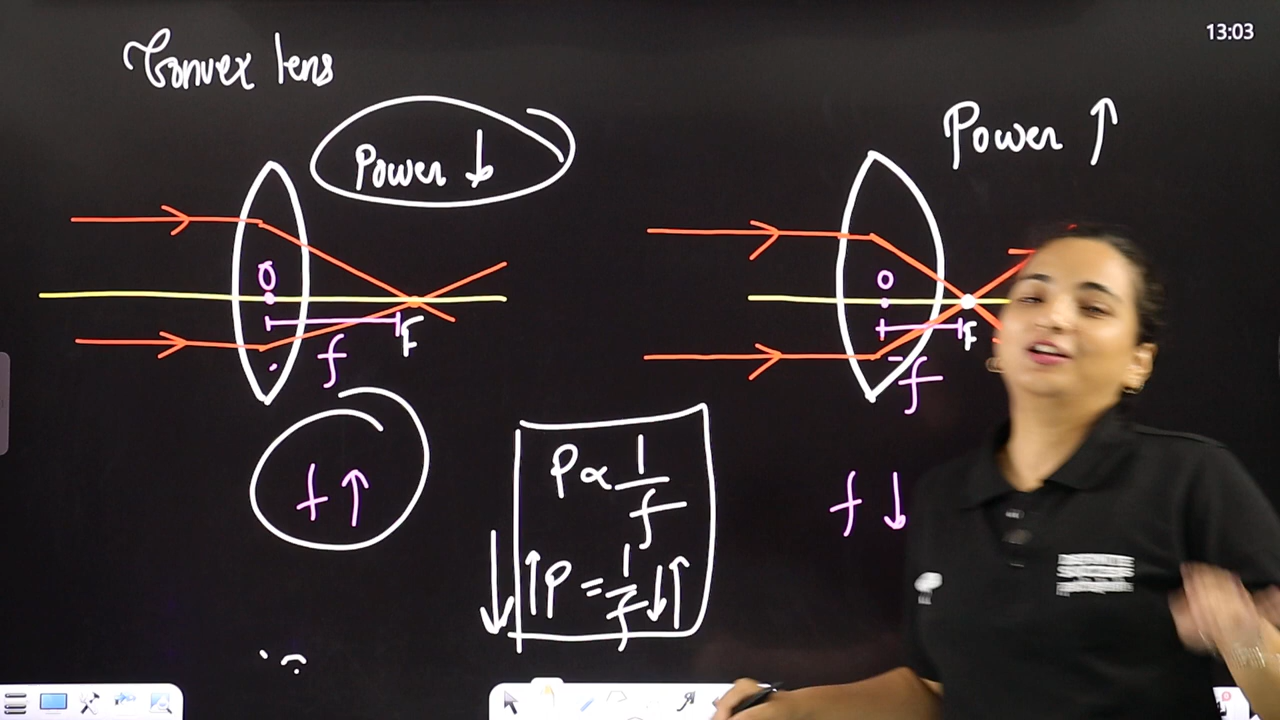 13:03
Convex lens
Power ↓
Power ↑
O
F
f
O
F
f
f ↑
f ↓
P ∝ 1/f
↓ ↑ P = 1/f ↓ ↑